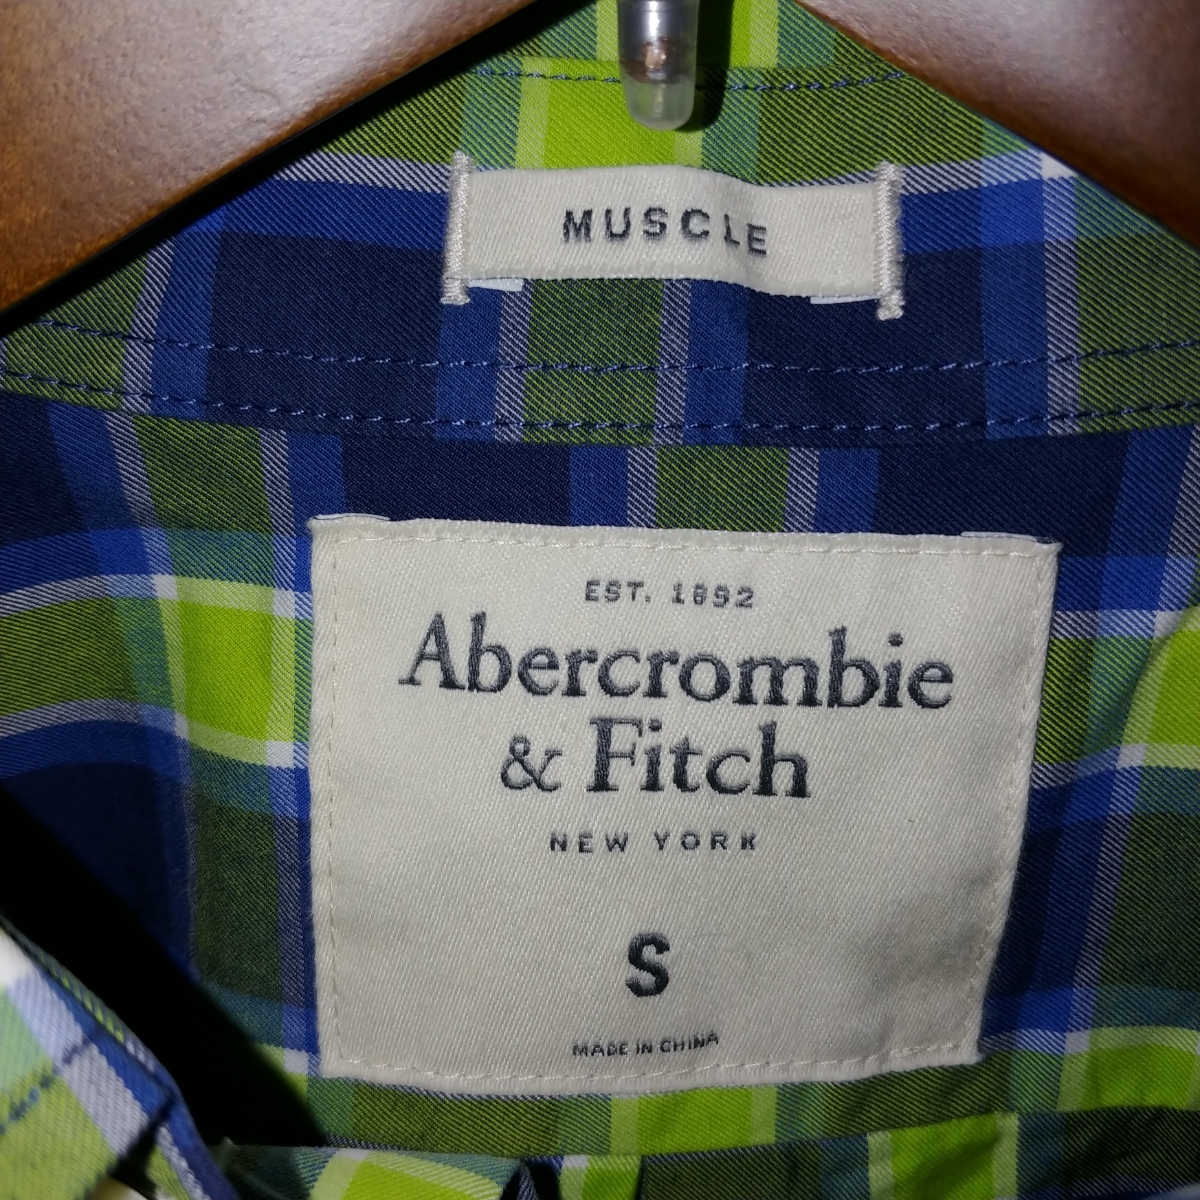 MUSCLE
EST. 1892
Abercrombie
& Fitch
NEW YORK
S
MADE IN CHINA